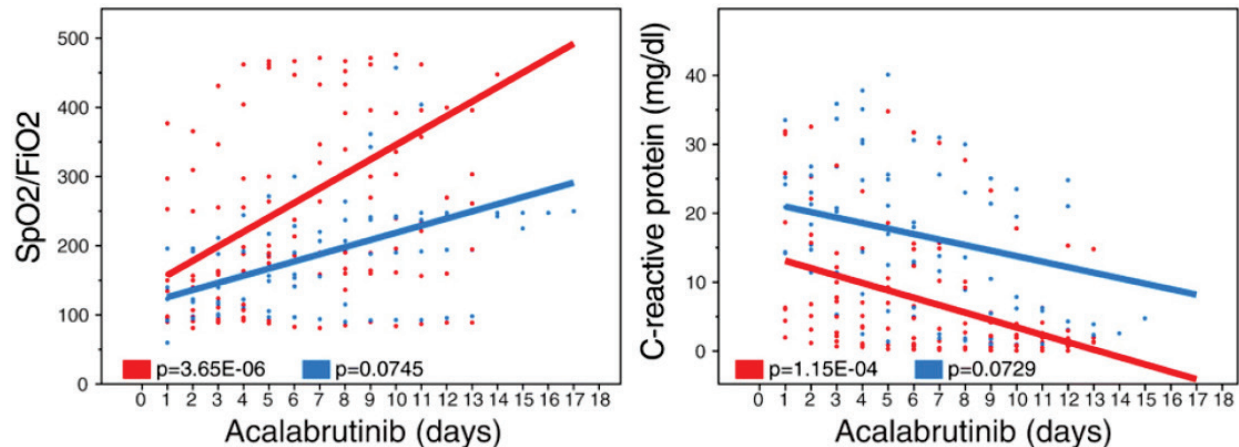 SpO2/FiO2
500
400
300
200
100
0
p=3.65E-06 p=0.0745
0 1 2 3 4 5 6 7 8 9 10 11 12 13 14 15 16 17 18
Acalabrutinib (days)
C-reactive protein (mg/dl)
40
30
20
10
0
p=1.15E-04 p=0.0729
0 1 2 3 4 5 6 7 8 9 10 11 12 13 14 15 16 17 18
Acalabrutinib (days)